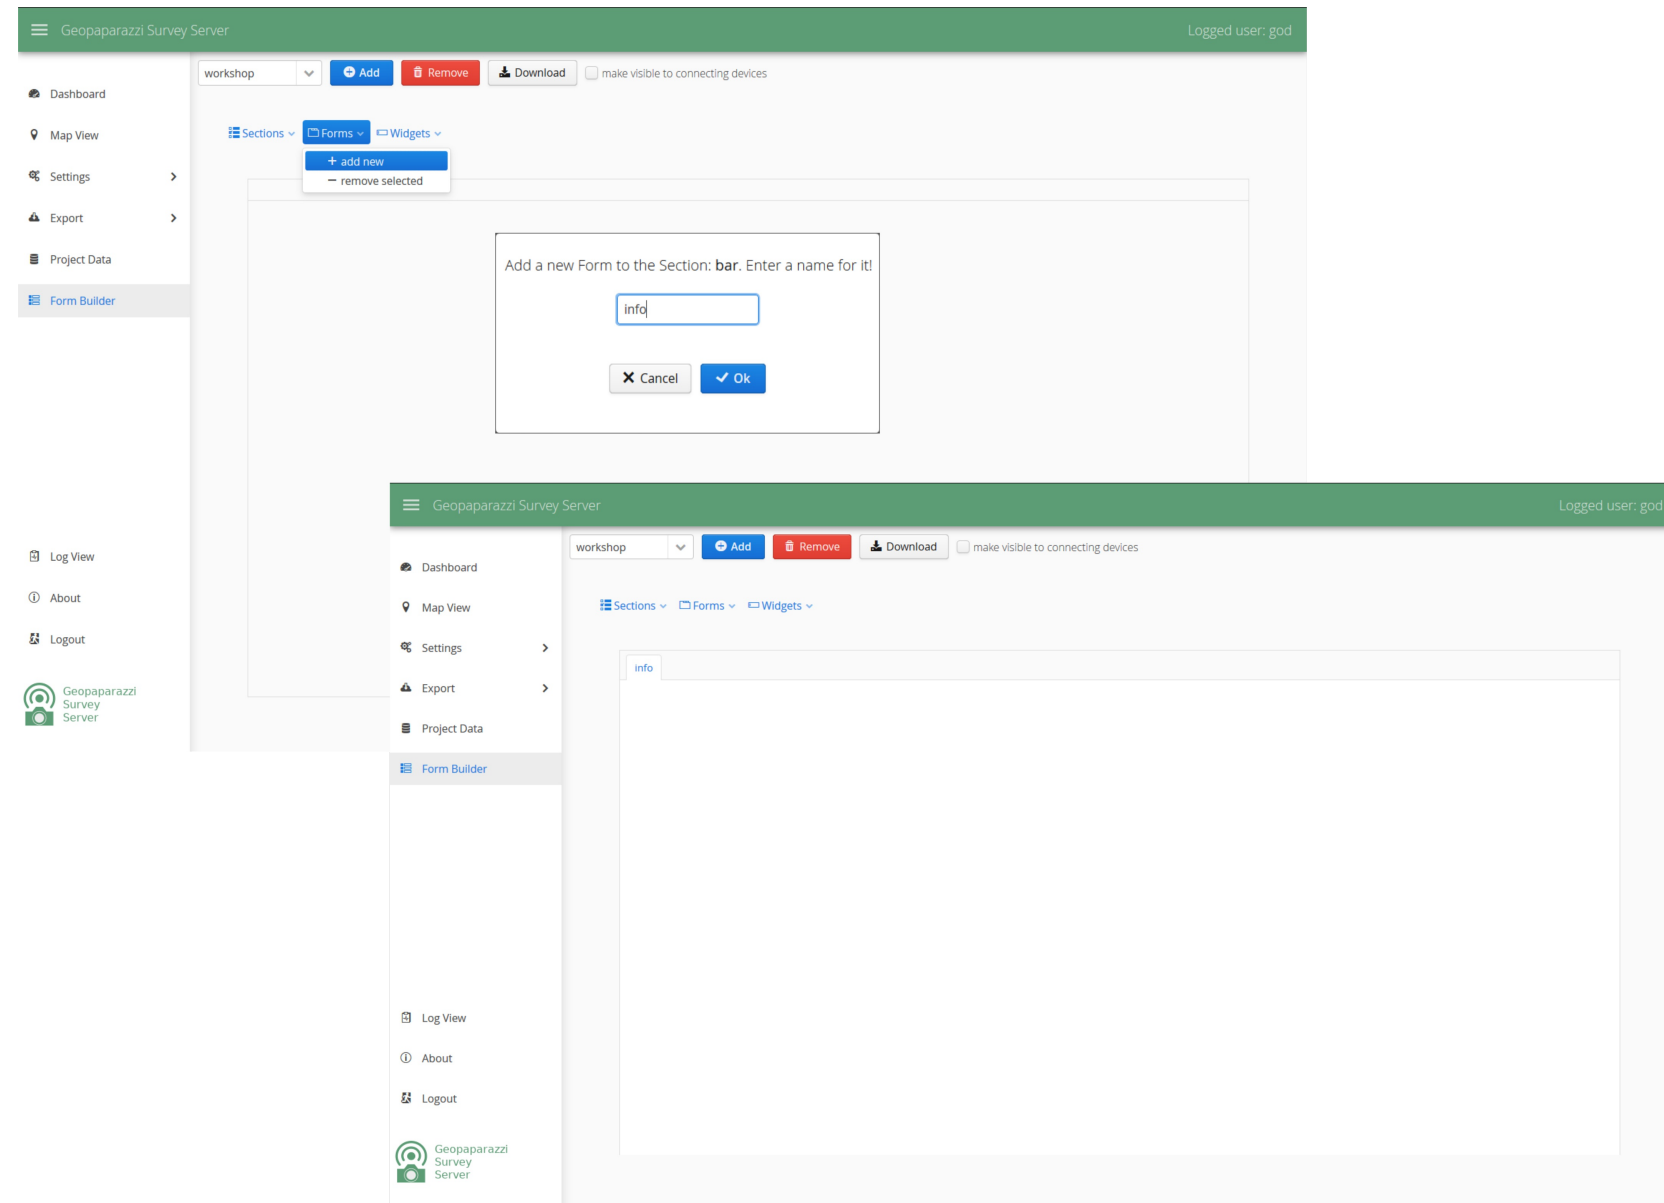 Geopaparazzi Survey Server
Logged user: god
workshop
Add
Remove
Download
make visible to connecting devices
Dashboard
Map View
Settings
Export
Project Data
Form Builder
Sections
Forms
Widgets
+ add new
− remove selected
Add a new Form to the Section: bar. Enter a name for it!
info
Cancel
Ok
Log View
About
Logout
Geopaparazzi
Survey
Server
Geopaparazzi Survey Server
Logged user: god
workshop
Add
Remove
Download
make visible to connecting devices
Dashboard
Map View
Settings
Export
Project Data
Form Builder
Sections
Forms
Widgets
info
Log View
About
Logout
Geopaparazzi
Survey
Server